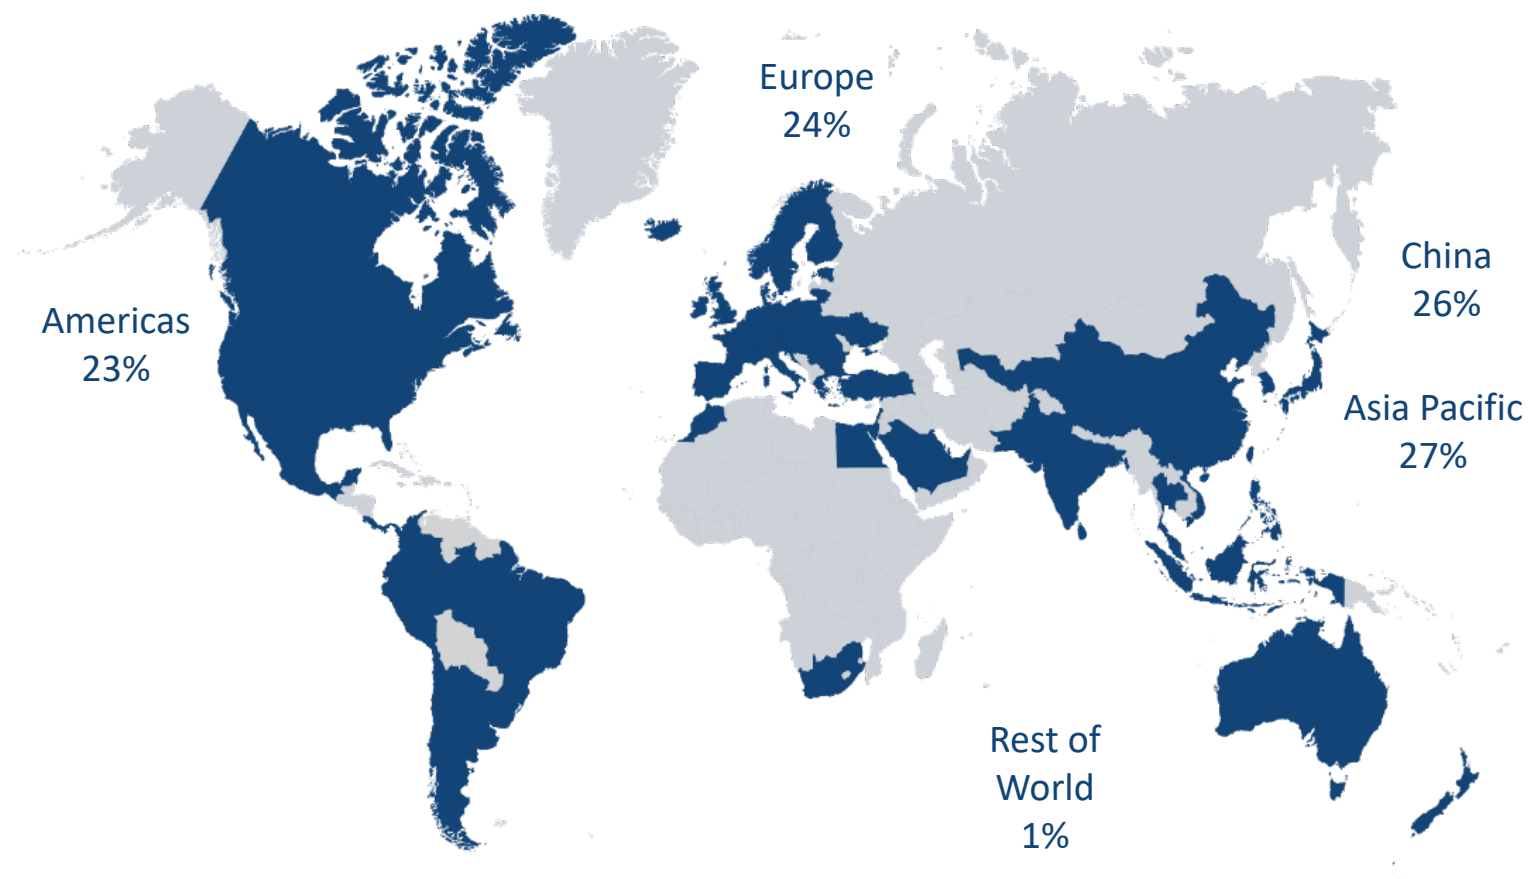 Europe
24%
Americas
23%
China
26%
Asia Pacific
27%
Rest of
World
1%